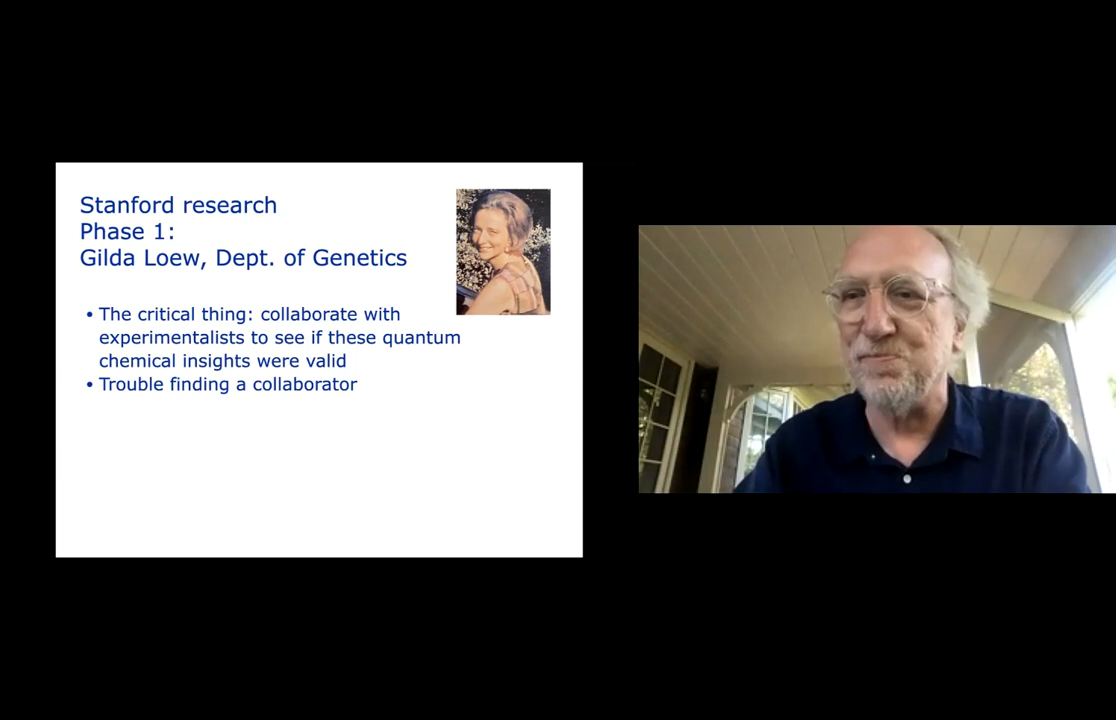 Stanford research
Phase 1:
Gilda Loew, Dept. of Genetics
• The critical thing: collaborate with
experimentalists to see if these quantum
chemical insights were valid
• Trouble finding a collaborator